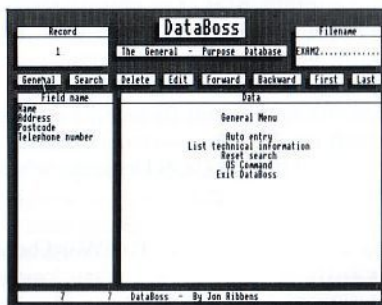 Record
DataBoss
Filename
1
The General - Purpose Database
EXAM2.............
General Search Delete Edit Forward Backward First Last
Field name
Data
Name
Address
Postcode
Telephone number
General Menu
Auto entry
List technical information
Reset search
OS Command
Exit DataBoss
DataBoss - By Jon Ribbens